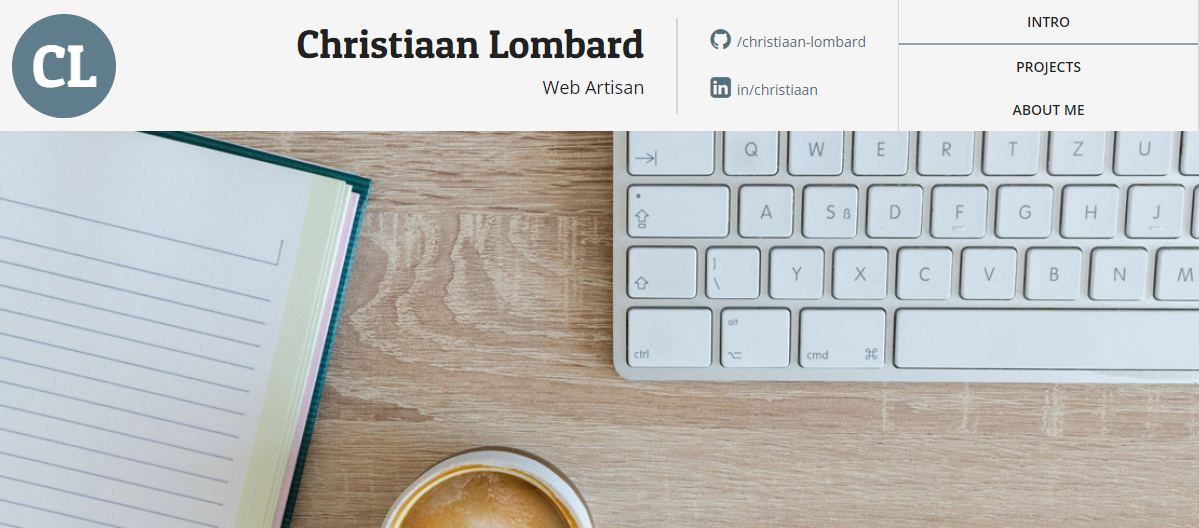 CL
Christiaan Lombard
Web Artisan
/christiaan-lombard
in/christiaan
INTRO
PROJECTS
ABOUT ME
Q W E R T Z U
A S ß D F G H J
| \ Y X C V B N M
alt
ctrl ⌥ cmd ⌘